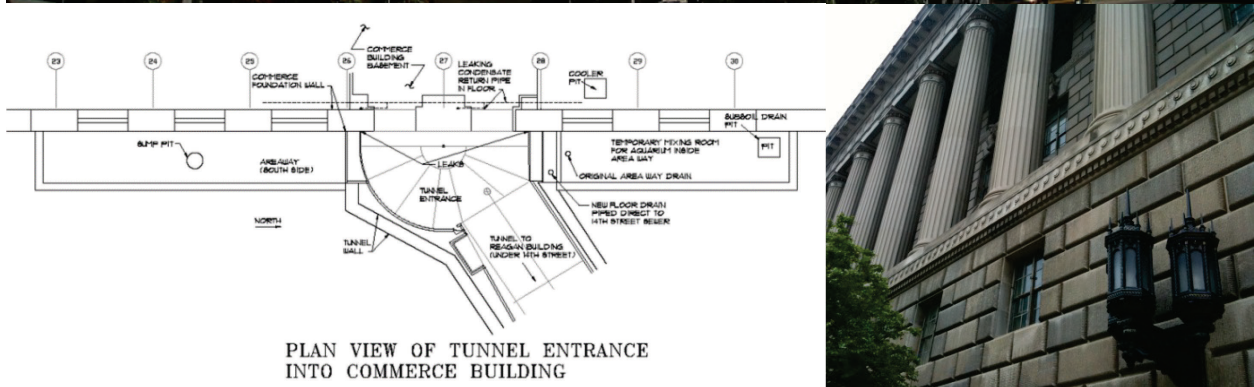 23
24
25
26
27
28
29
30
COMMERCE
BUILDING
BASEMENT
LEAKING
CONDENSATE
RETURN PIPE
IN FLOOR
COOLER
PIT
COMMERCE
FOUNDATION WALL
SUBSOIL DRAIN
PIT
SUMP PIT
AREAWAY
(SOUTH SIDE)
LEAKS
TEMPORARY MIXING ROOM
FOR AQUARIUM INSIDE
AREA WAY
PIT
ORIGINAL AREA WAY DRAIN
TUNNEL
ENTRANCE
NEW FLOOR DRAIN
PIPED DIRECT TO
14TH STREET SEWER
NORTH
TUNNEL
WALL
TUNNEL TO
REAGAN BUILDING
(UNDER 14TH STREET)
PLAN VIEW OF TUNNEL ENTRANCE
INTO COMMERCE BUILDING